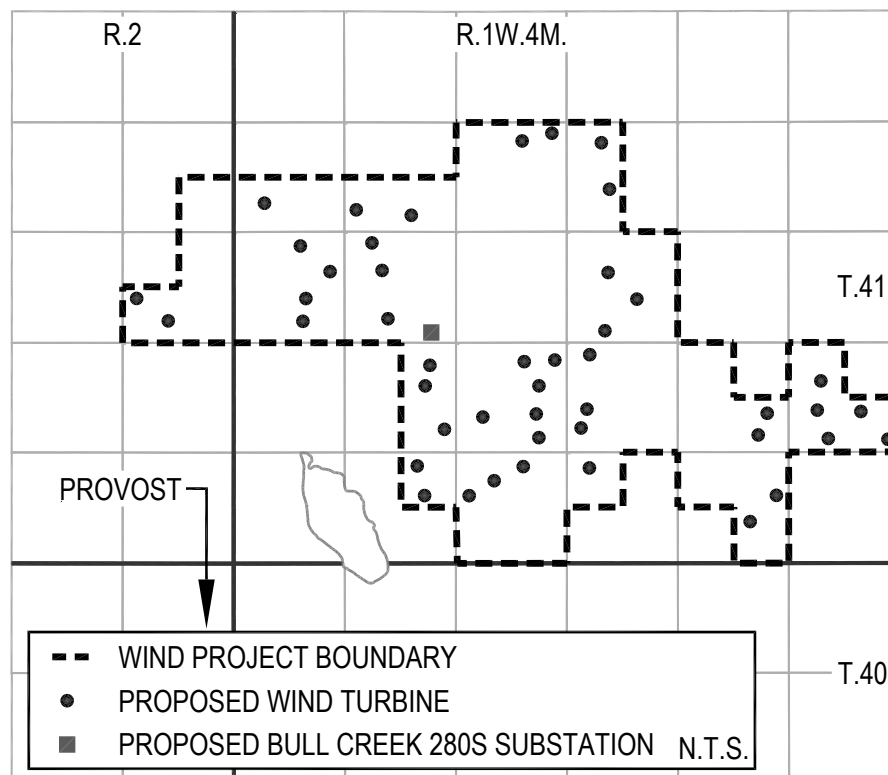 R.2 R.1W.4M.
T.41
PROVOST
WIND PROJECT BOUNDARY
PROPOSED WIND TURBINE
T.40
PROPOSED BULL CREEK 280S SUBSTATION N.T.S.